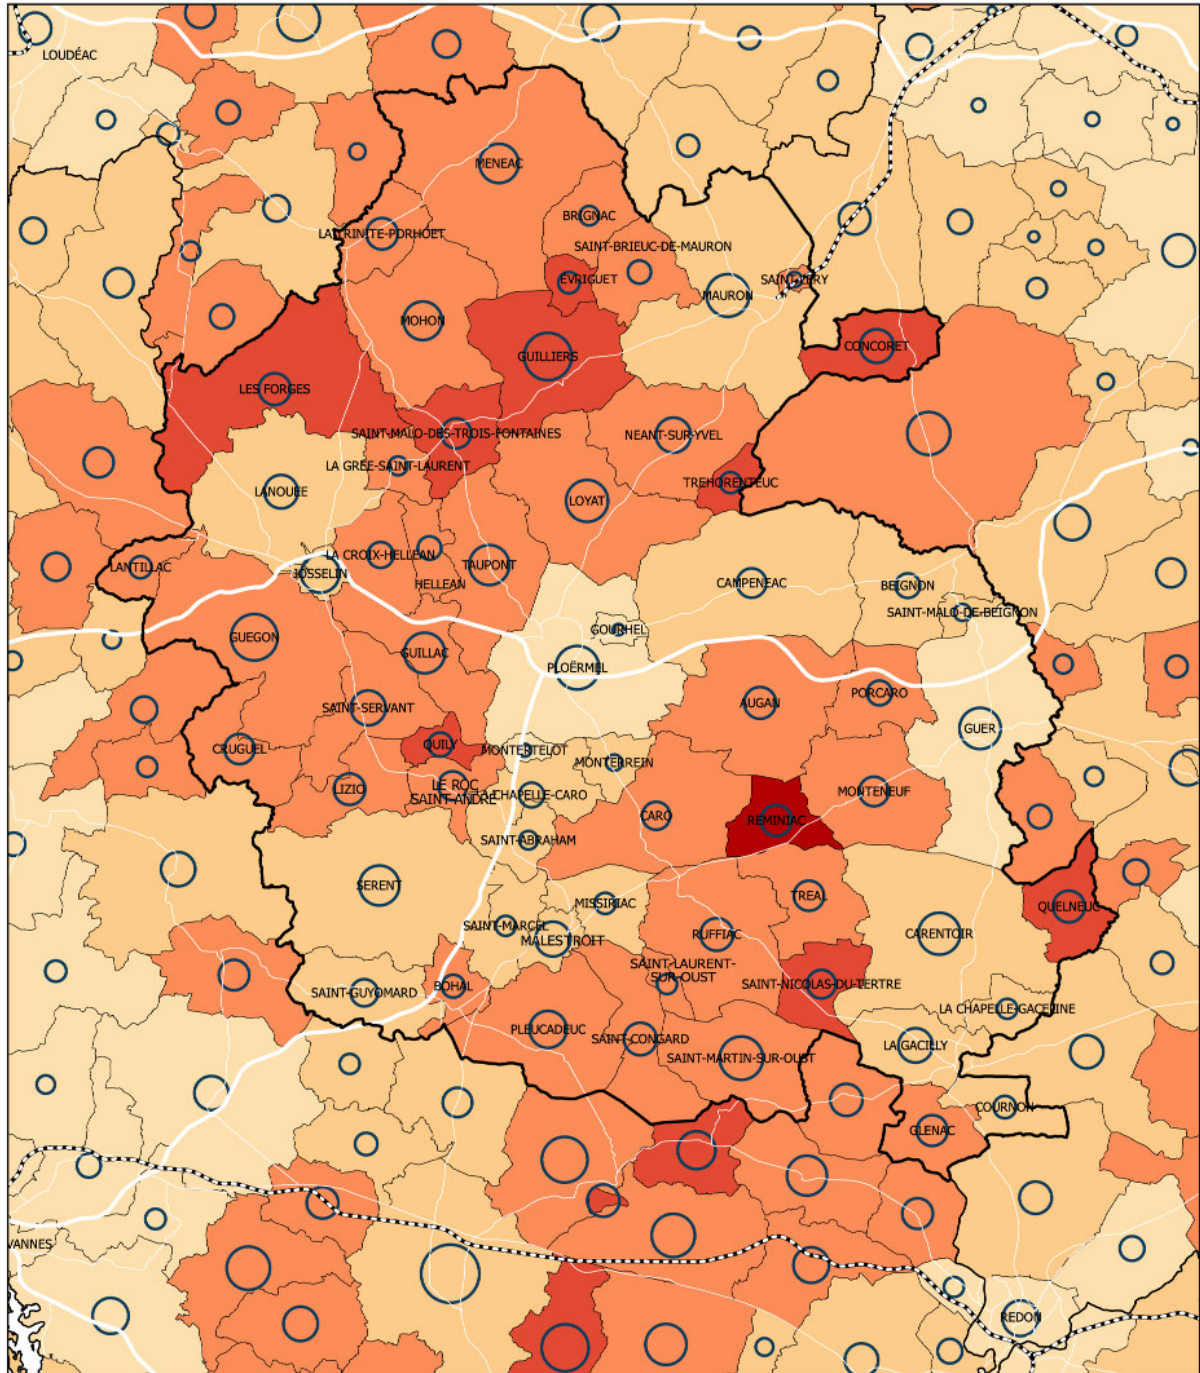 LOUDÉAC
MENEAC
BRIGNAC
LA TRINITE-PORHOET
SAINT-BRIEUC-DE-MAURON
EVRIGUET
SAINT-LERY
MAURON
MOHON
CONCORET
GUILLIERS
LES FORGES
SAINT-MALO-DES-TROIS-FONTAINES
NEANT-SUR-YVEL
LA GREE-SAINT-LAURENT
TREHORENTEUC
LANOUEE
LOYAT
LA CROIX-HELLEAN
LANTILLAC
TAUPONT
JOSSELIN
HELLEAN
CAMPENEAC
BEIGNON
SAINT-MALO-DE-BEIGNON
GOURHEL
GUEGON
GUILLAC
PLOËRMEL
PORCARO
AUGAN
SAINT-SERVANT
GUER
QUILY
CRUGUEL
MONTERTELOT
MONTERREIN
LE ROC
SAINT-ANDRE
LIZIO
LA CHAPELLE-CARO
MONTENEUF
CARO
REMINIAC
SAINT-ABRAHAM
SERENT
TREAL
MISSIRIAC
QUELNEUC
SAINT-MARCEL
MALESTROIT
RUFFIAC
CARENTOIR
SAINT-LAURENT-
SUR-OUST
SAINT-NICOLAS-DU-TERTRE
BOHAL
SAINT-GUYOMARD
LA CHAPELLE-GACELINE
PLEUCADEUC
SAINT-CONGARD
LA GACILLY
SAINT-MARTIN-SUR-OUST
COURNON
GLENAC
VANNES
REDON